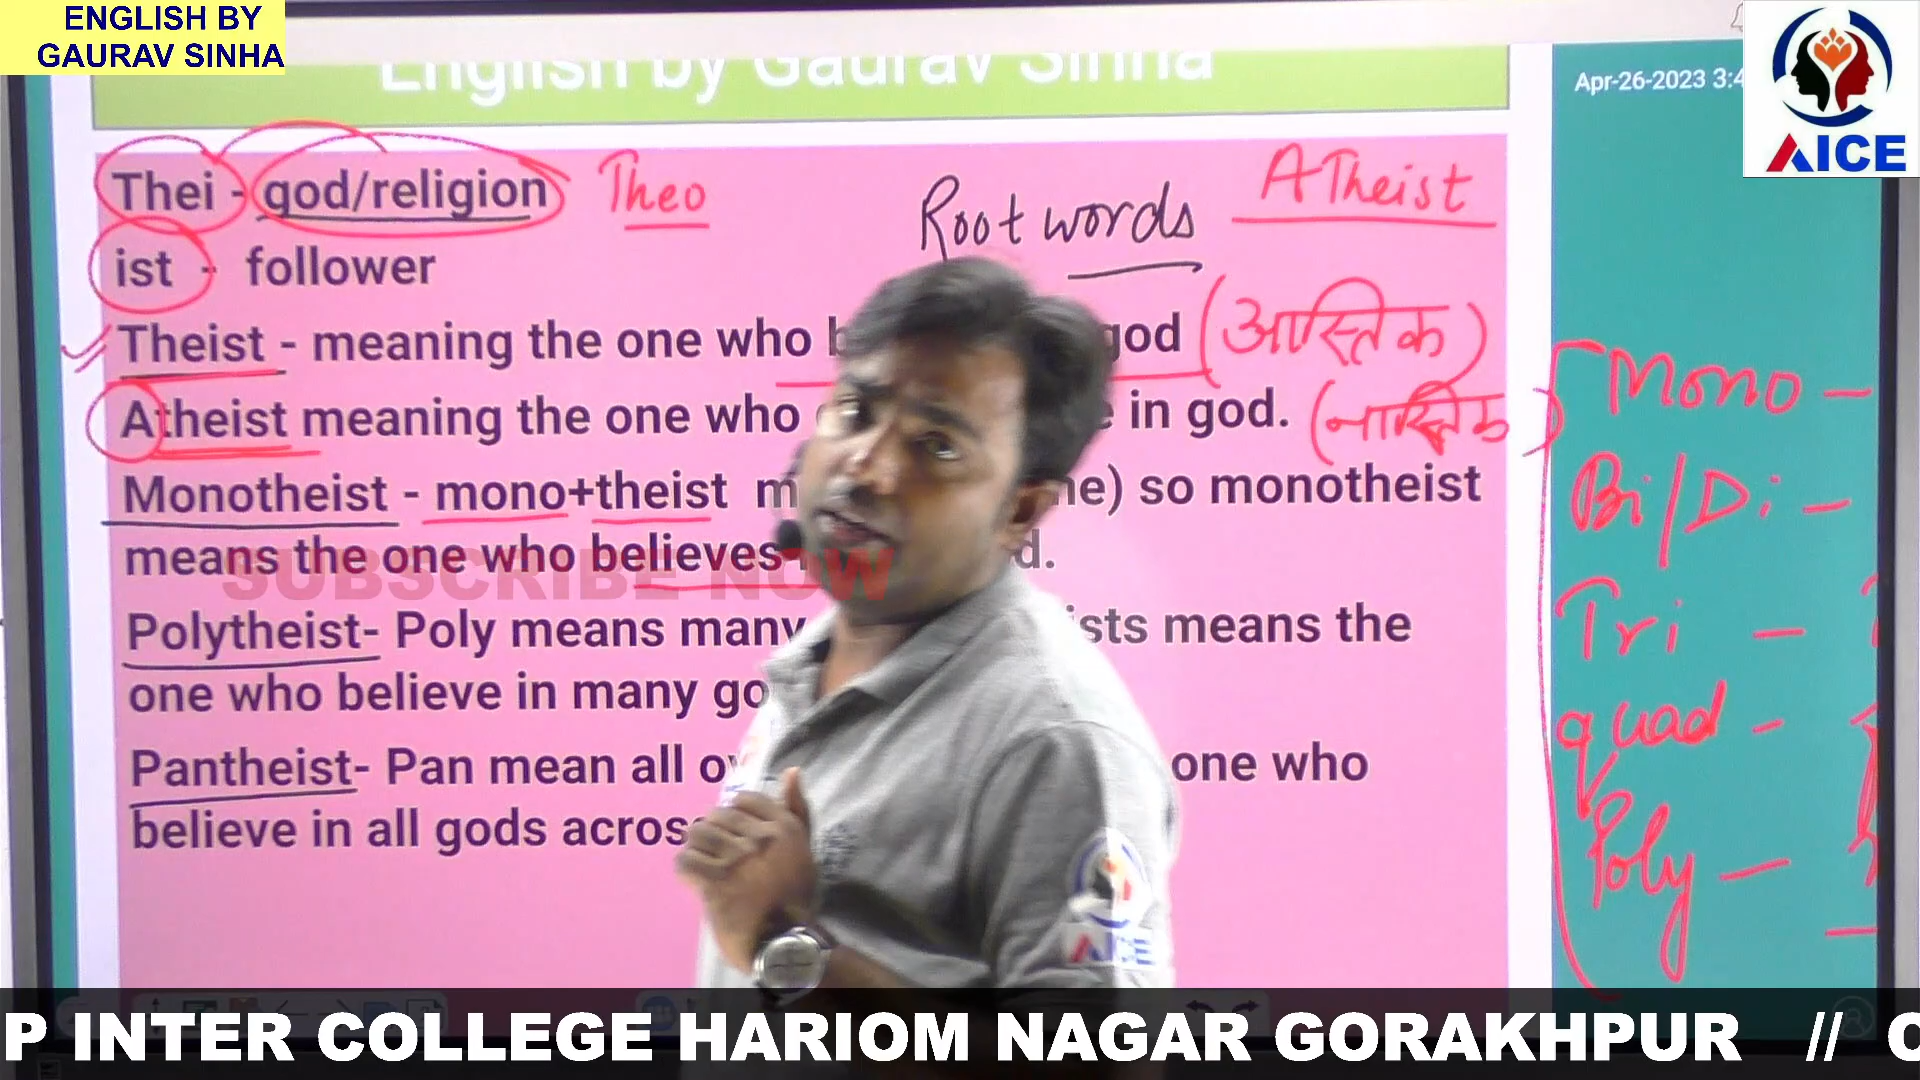 ENGLISH BY
GAURAV SINHA
English by Gaurav Sinha
Apr-26-2023 3:4
AICE
Thei - god/religion Theo
Root words
ATheist
ist - follower
Theist - meaning the one who god (आस्तिक)
Atheist meaning the one who in god. (नास्तिक)
Monotheist - mono+theist so monotheist
means the one who believes
SUBSCRIBE NOW
Polytheist- Poly means many means the
one who believe in many
Pantheist- Pan mean all one who
believe in all gods
Mono -
Bi/Di -
Tri -
quad -
Poly -
AICE
P INTER COLLEGE HARIOM NAGAR GORAKHPUR //